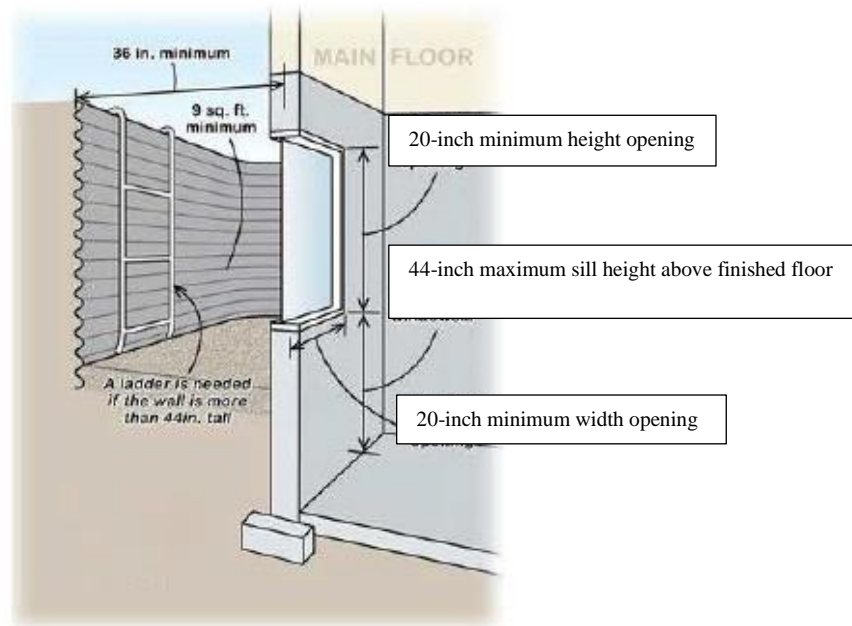 36 in. minimum
MAIN FLOOR
9 sq. ft.
minimum
20-inch minimum height opening
44-inch maximum sill height above finished floor
A ladder is needed
if the wall is more
than 44in. tall
20-inch minimum width opening